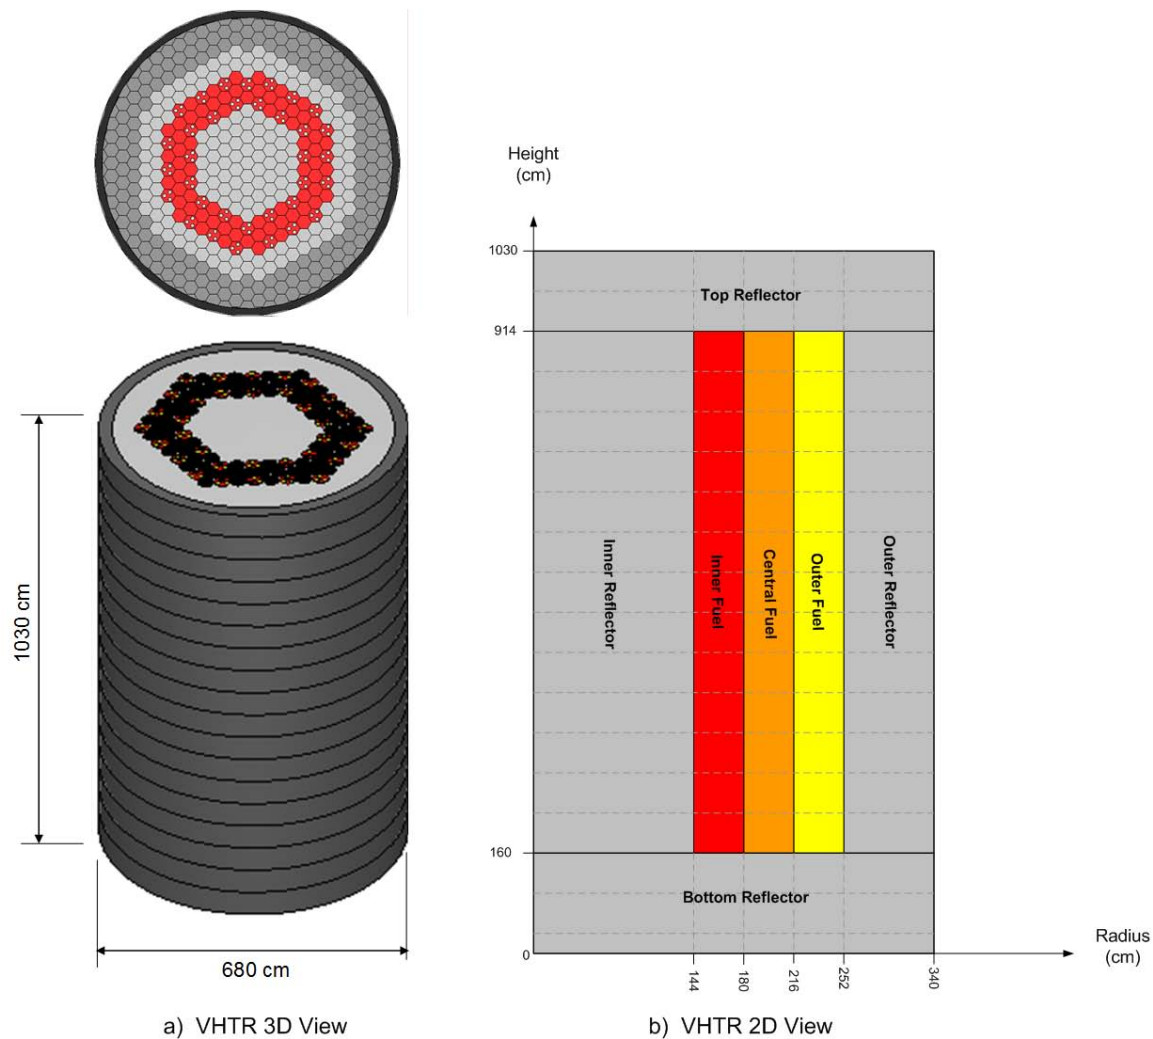 Height
(cm)
1030
Top Reflector
914
Inner Reflector
Inner Fuel
Central Fuel
Outer Fuel
Outer Reflector
1030 cm
160
Bottom Reflector
0
Radius
(cm)
144
180
216
252
340
680 cm
a) VHTR 3D View
b) VHTR 2D View